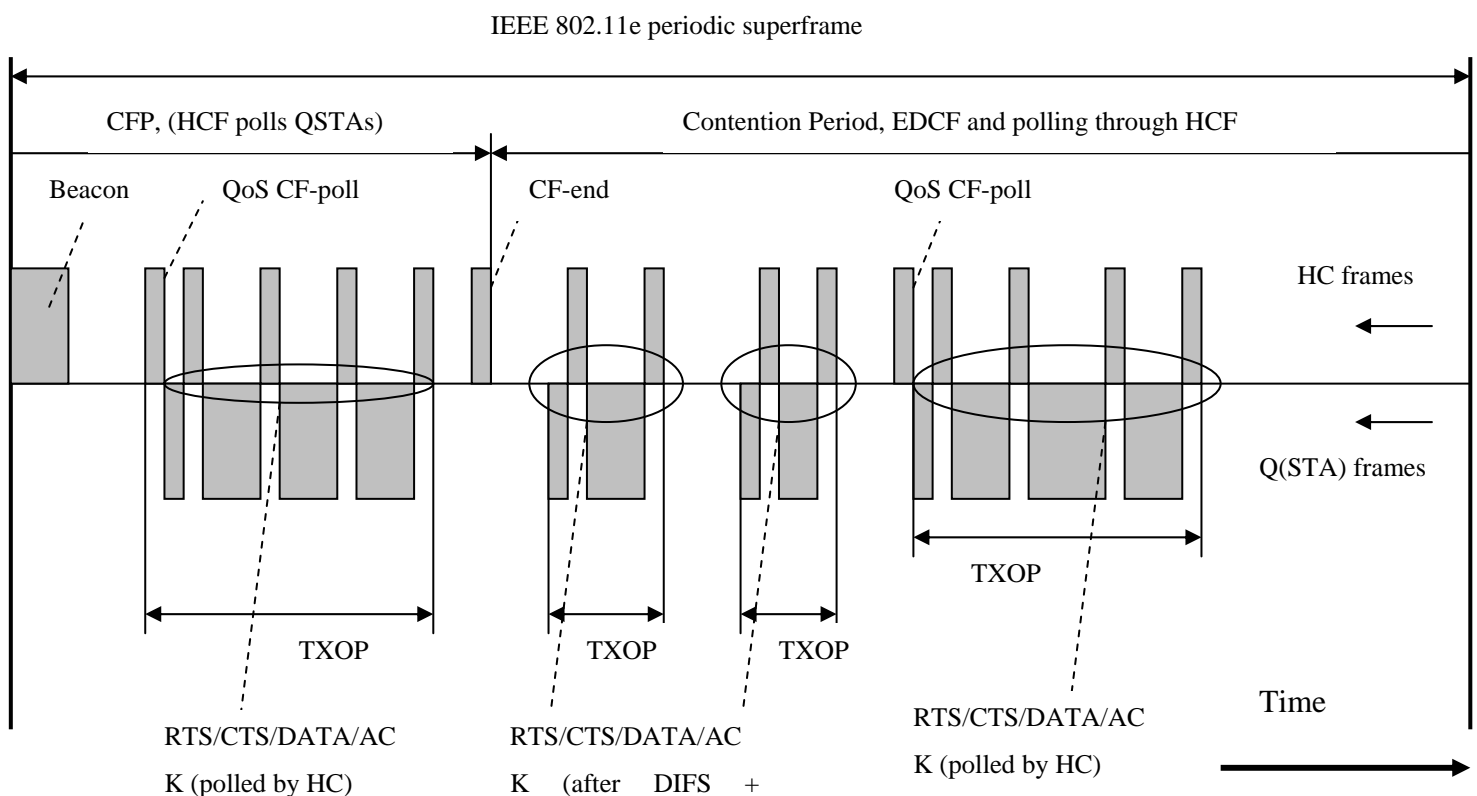 IEEE 802.11e periodic superframe
CFP, (HCF polls QSTAs)
Contention Period, EDCF and polling through HCF
Beacon
QoS CF-poll
CF-end
QoS CF-poll
HC frames
Q(STA) frames
TXOP
TXOP
TXOP
TXOP
RTS/CTS/DATA/AC
K (polled by HC)
RTS/CTS/DATA/AC
K (after DIFS +
RTS/CTS/DATA/AC
K (polled by HC)
Time